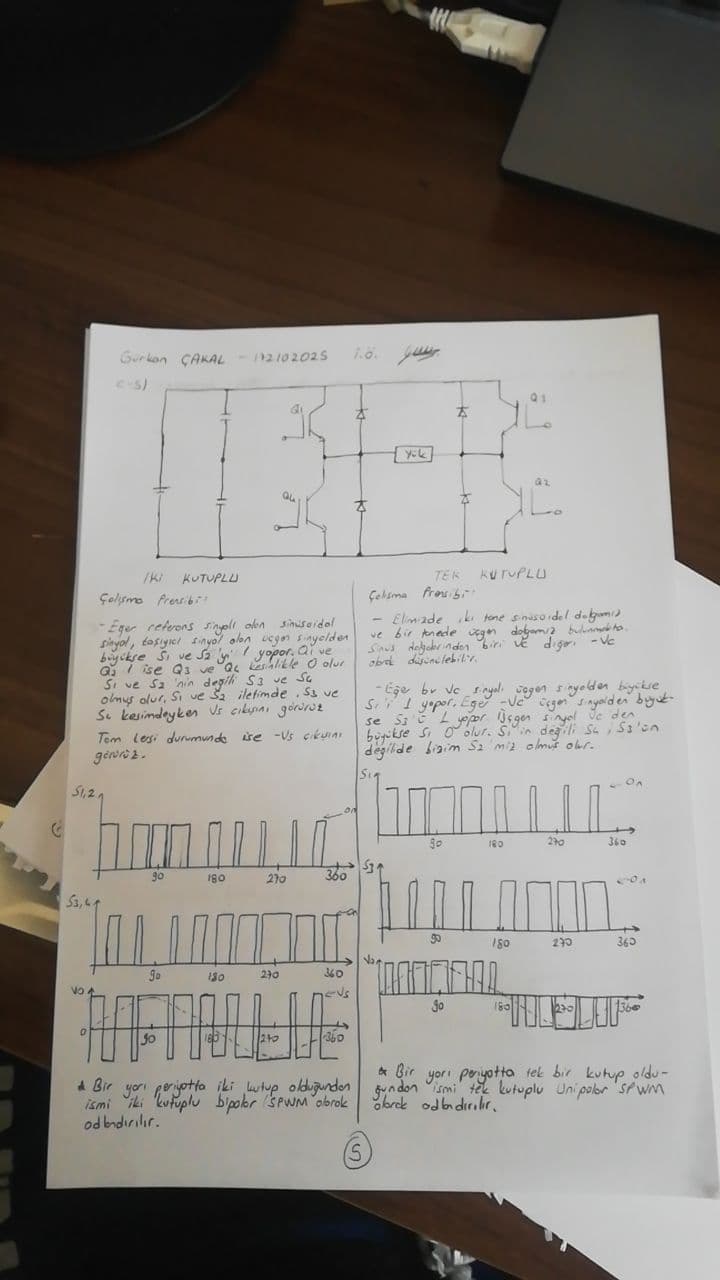 Gürkan ÇAKAL - 172102025 İ.Ö.
C-5)
Q1
Q3
Yük
Q4
Q2
İKİ KUTUPLU
Çalışma Prensibi:
- Eğer referans sinyali olan sinüsoidal
sinyal, taşıyıcı sinyal olan üçgen sinyalden
büyükse S1 ve S2'yi 1 yapar. Q1 ve
Q2 1 ise Q3 ve Q4 kesinlikle 0 olur
S1 ve S2'nin değili S3 ve S4
olmuş olur. S1 ve S2 iletimde, S3 ve
S4 kesimdeyken Vs çıkışını görürüz
Tam tersi durumunda ise -Vs çıkışını
görürüz.
S1,2
on
90 180 270 360
S3,4
on
90 180 270 360
Vo
Vs
0
90 180 270 360
* Bir yarı periyotta iki kutup olduğundan
ismi iki kutuplu bipolar SPWM olarak
adlandırılır.
TEK KUTUPLU
Çalışma Prensibi:
- Elimizde iki tane sinüsoidal dalgamız
ve bir tanede üçgen dalgamız bulunmakta.
Sinüs dalgalarından biri Vc diğeri -Vc
olarak düşünülebilir.
- Eğer bu Vc sinyali üçgen sinyalden büyükse
S1'i 1 yapar. Eğer -Vc üçgen sinyalden büyük-
se S3'ü 1 yapar. Üçgen sinyal Vc den
büyükse S1 0 olur. S1'in değili S4, S3'ün
değilide bizim S2'miz olmuş olur.
S1
On
90 180 270 360
S3
On
90 180 270 360
Vo
90 180 270 360
* Bir yarı periyotta tek bir kutup oldu-
ğundan ismi tek kutuplu Unipolar SPWM
olarak adlandırılır.
5